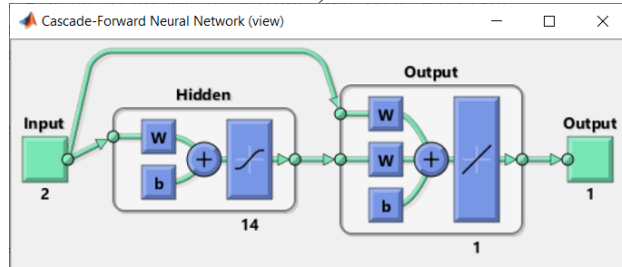 Cascade-Forward Neural Network (view)
Hidden
Output
Input
Output
W
W
W
b
b
2
14
1
1